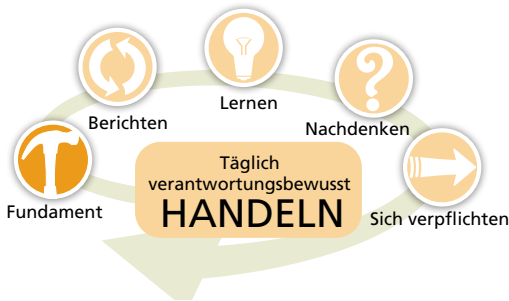 Fundament
Berichten
Lernen
Nachdenken
Sich verpflichten
Täglich
verantwortungsbewusst
HANDELN